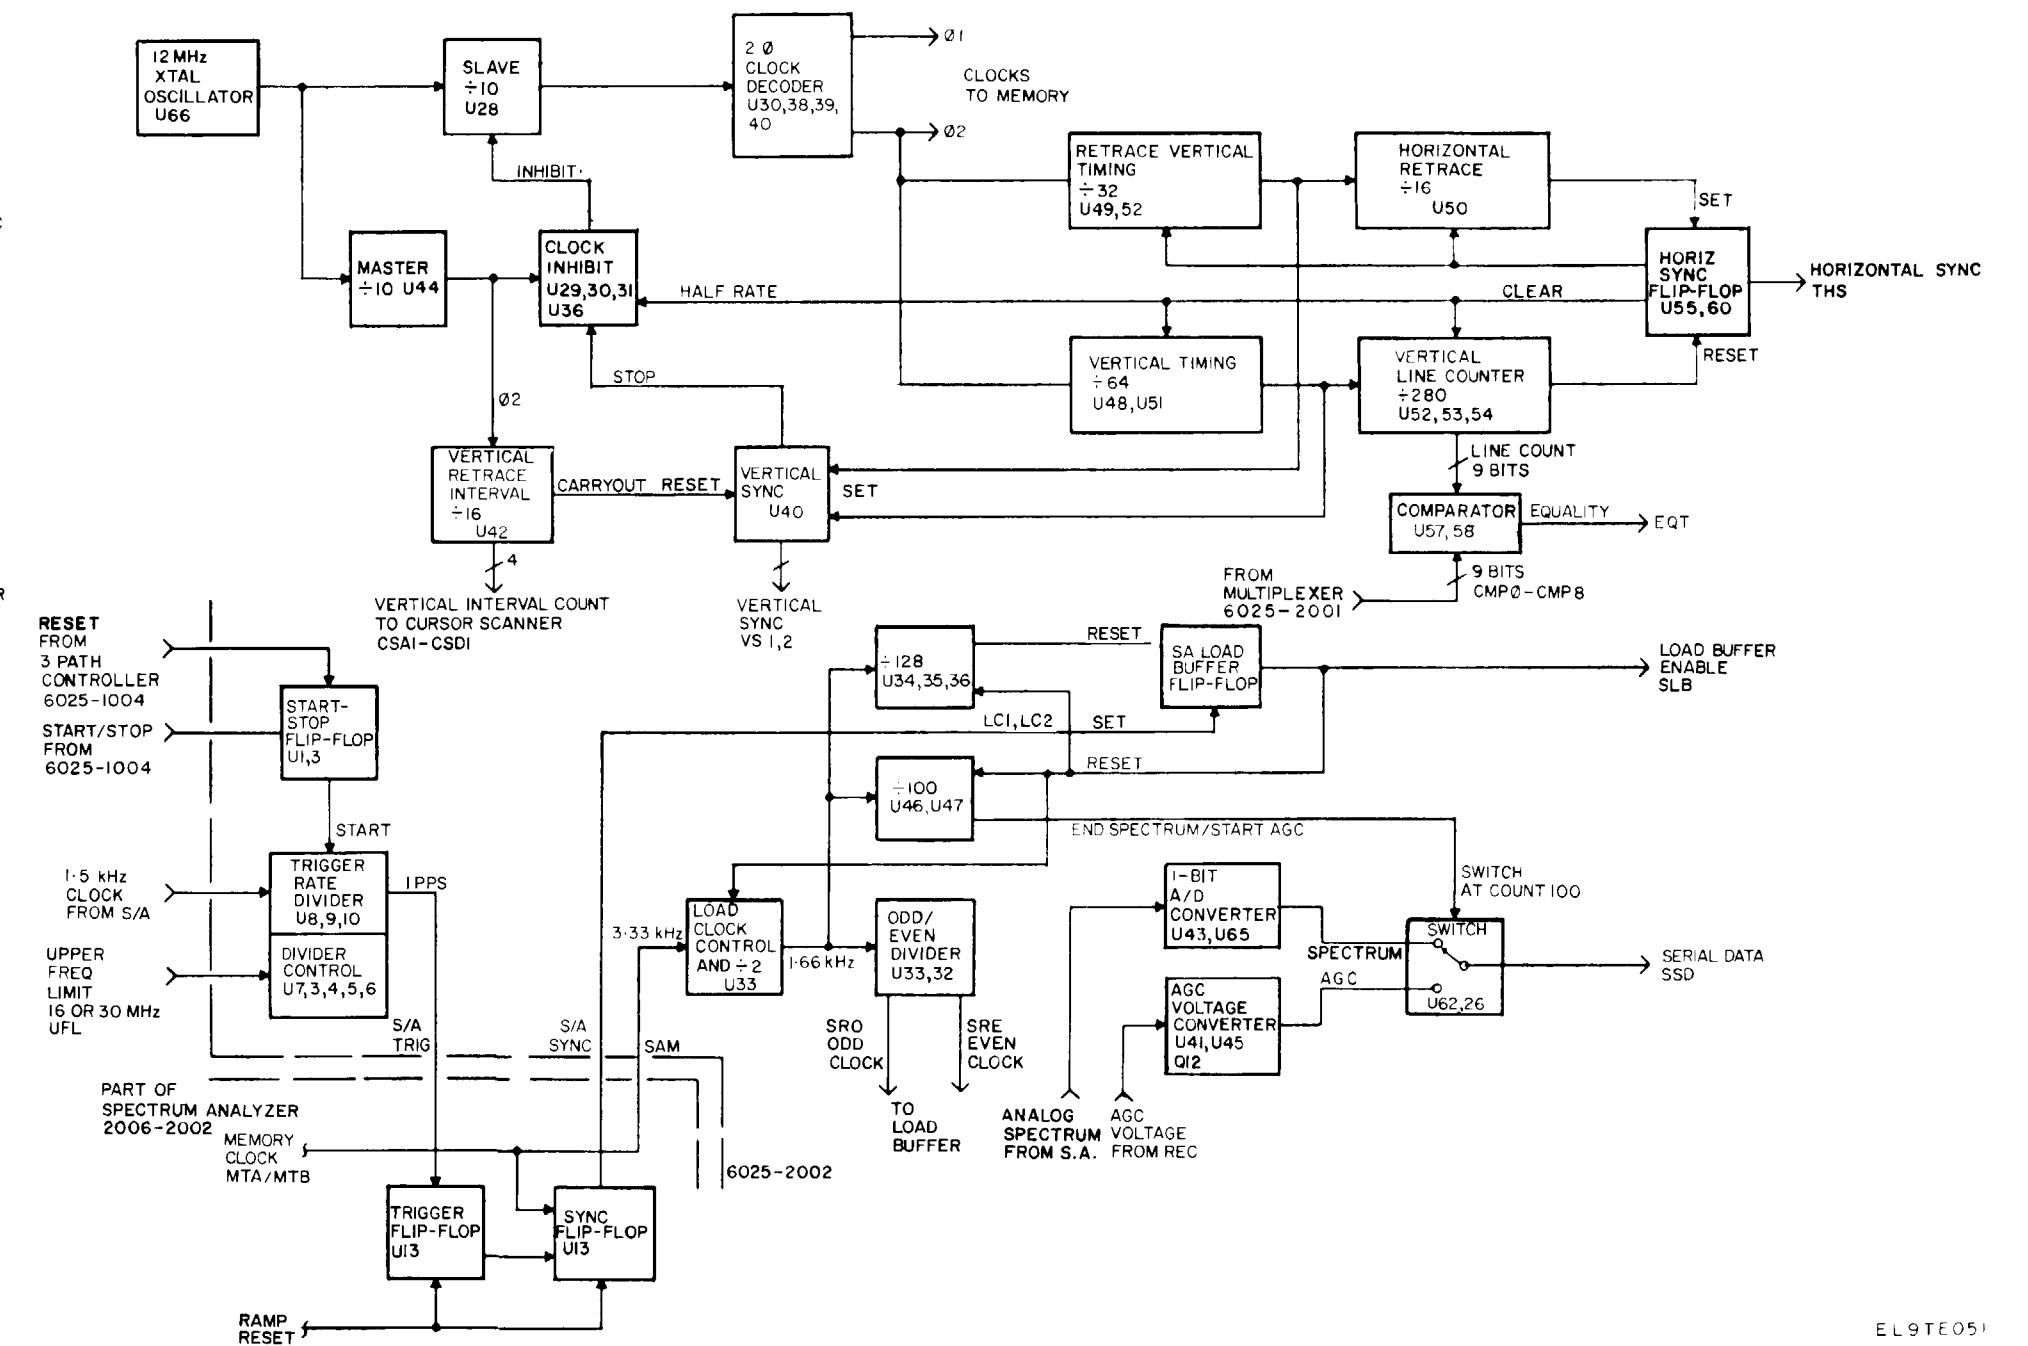 12 MHz
XTAL
OSCILLATOR
U66
SLAVE
÷10
U28
2 Ø
CLOCK
DECODER
U30,38,39,
40
Ø1
CLOCKS
TO MEMORY
Ø2
INHIBIT
MASTER
÷10 U44
CLOCK
INHIBIT
U29,30,31
U36
RETRACE VERTICAL
TIMING
÷32
U49,52
HORIZONTAL
RETRACE
÷16
U50
SET
HORIZ
SYNC
FLIP-FLOP
U55,60
HORIZONTAL SYNC
THS
HALF RATE
CLEAR
RESET
VERTICAL TIMING
÷64
U48,U51
VERTICAL
LINE COUNTER
÷280
U52,53,54
STOP
Ø2
VERTICAL
RETRACE
INTERVAL
÷16
U42
CARRYOUT RESET
VERTICAL
SYNC
U40
SET
LINE COUNT
9 BITS
COMPARATOR
U57,58
EQUALITY
EQT
4
VERTICAL INTERVAL COUNT
TO CURSOR SCANNER
CSA1-CSD1
VERTICAL
SYNC
VS 1,2
FROM
MULTIPLEXER
6025-2001
9 BITS
CMPØ-CMP8
RESET
FROM
3 PATH
CONTROLLER
6025-1004
START/STOP
FROM
6025-1004
START-
STOP
FLIP-FLOP
U1,3
START
÷128
U34,35,36
RESET
SA LOAD
BUFFER
FLIP-FLOP
LOAD BUFFER
ENABLE
SLB
LC1,LC2
SET
÷100
U46,U47
RESET
END SPECTRUM/START AGC
1.5 kHz
CLOCK
FROM S/A
TRIGGER
RATE
DIVIDER
U8,9,10
1 PPS
UPPER
FREQ
LIMIT
16 OR 30 MHz
UFL
DIVIDER
CONTROL
U7,3,4,5,6
S/A
TRIG
S/A
SYNC
SAM
3.33 kHz
LOAD
CLOCK
CONTROL
AND ÷2
U33
1.66 kHz
ODD/
EVEN
DIVIDER
U33,32
SRO
ODD
CLOCK
SRE
EVEN
CLOCK
TO
LOAD
BUFFER
1-BIT
A/D
CONVERTER
U43,U65
AGC
VOLTAGE
CONVERTER
U41,U45
Q12
SPECTRUM
AGC
SWITCH
AT COUNT 100
SWITCH
U62,26
SERIAL DATA
SSD
ANALOG
SPECTRUM
FROM S.A.
AGC
VOLTAGE
FROM REC
PART OF
SPECTRUM ANALYZER
2006-2002
MEMORY
CLOCK
MTA/MTB
6025-2002
TRIGGER
FLIP-FLOP
U13
SYNC
FLIP-FLOP
U13
RAMP
RESET
EL9TE051